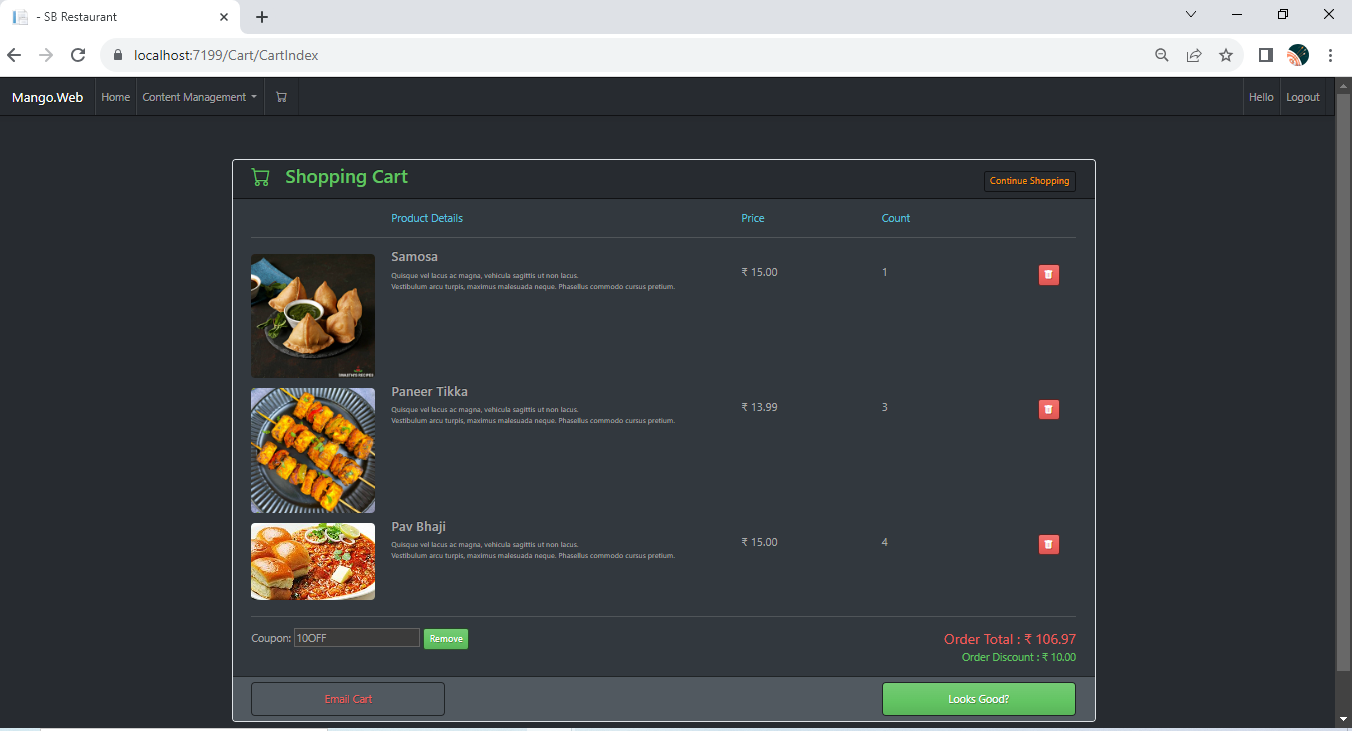 - SB Restaurant
localhost:7199/Cart/CartIndex
Mango.Web Home Content Management Hello Logout
Shopping Cart
Continue Shopping
Product Details Price Count
Samosa
Quisque vel lacus ac magna, vehicula sagittis ut non lacus.
Vestibulum arcu turpis, maximus malesuada neque. Phasellus commodo cursus pretium.
₹ 15.00 1
Paneer Tikka
Quisque vel lacus ac magna, vehicula sagittis ut non lacus.
Vestibulum arcu turpis, maximus malesuada neque. Phasellus commodo cursus pretium.
₹ 13.99 3
Pav Bhaji
Quisque vel lacus ac magna, vehicula sagittis ut non lacus.
Vestibulum arcu turpis, maximus malesuada neque. Phasellus commodo cursus pretium.
₹ 15.00 4
Coupon: 10OFF Remove
Order Total : ₹ 106.97
Order Discount : ₹ 10.00
Email Cart Looks Good?